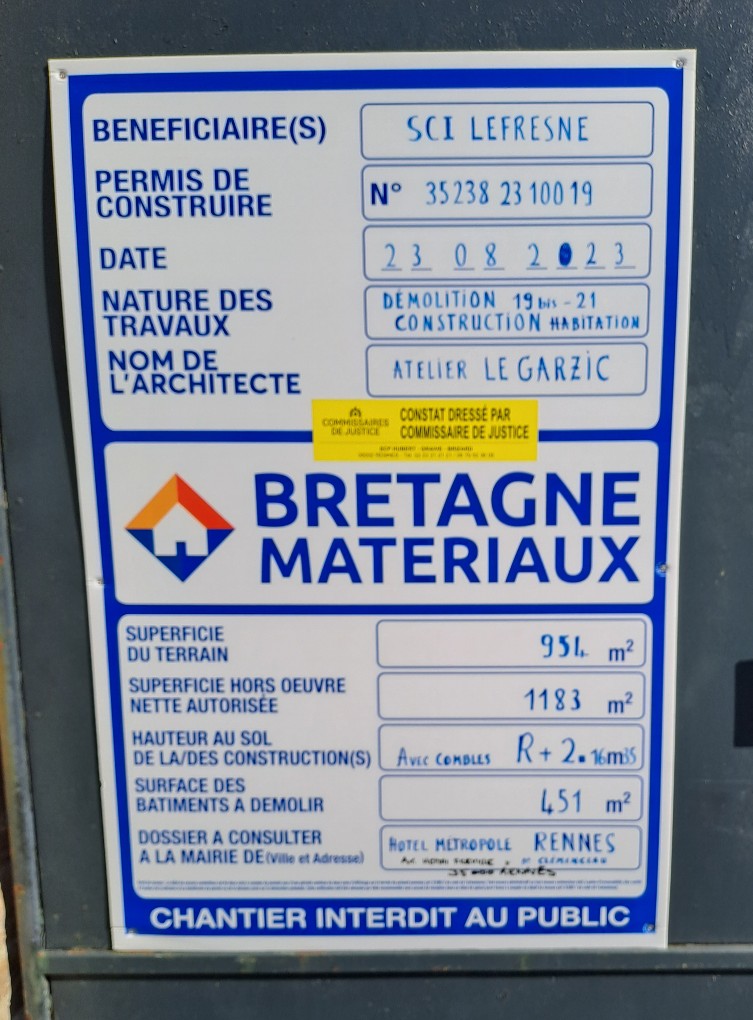 BENEFICIAIRE(S) SCI LEFRESNE
PERMIS DE
CONSTRUIRE N° 35238 23 10019
DATE 23 08 2023
NATURE DES DÉMOLITION 19 bis - 21
TRAVAUX CONSTRUCTION HABITATION
NOM DE
L'ARCHITECTE ATELIER LE GARZIC
COMMISSAIRES
DE JUSTICE
CONSTAT DRESSÉ PAR
COMMISSAIRE DE JUSTICE
BRETAGNE
MATERIAUX
SUPERFICIE
DU TERRAIN 954 m²
SUPERFICIE HORS OEUVRE
NETTE AUTORISÉE 1183 m²
HAUTEUR AU SOL
DE LA/DES CONSTRUCTION(S) AVEC COMBLES R+2. 16m35
SURFACE DES
BATIMENTS A DEMOLIR 451 m²
DOSSIER A CONSULTER
A LA MAIRIE DE (Ville et Adresse) HOTEL MÉTROPOLE RENNES
CLEMENCEAU
RENNES
CHANTIER INTERDIT AU PUBLIC